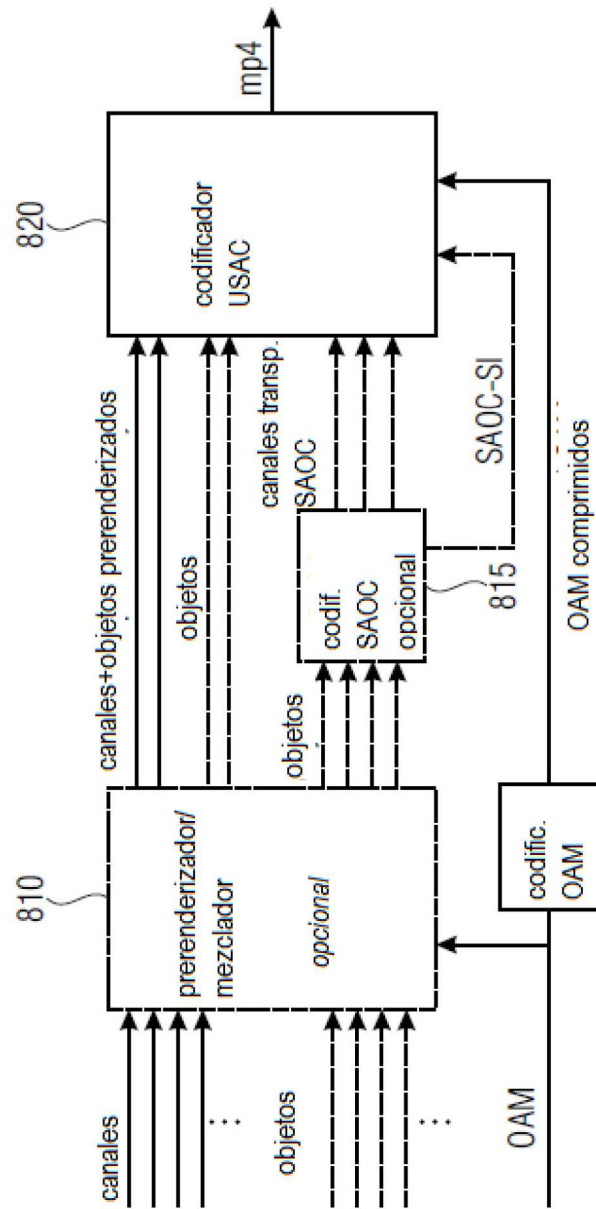 canales
objetos
OAM
810
prerenderizador/
mezclador
opcional
canales+objetos prerenderizados
objetos
objetos
codif.
SAOC
opcional
815
canales transp.
SAOC
SAOC-SI
codific.
OAM
OAM comprimidos
820
codificador
USAC
mp4